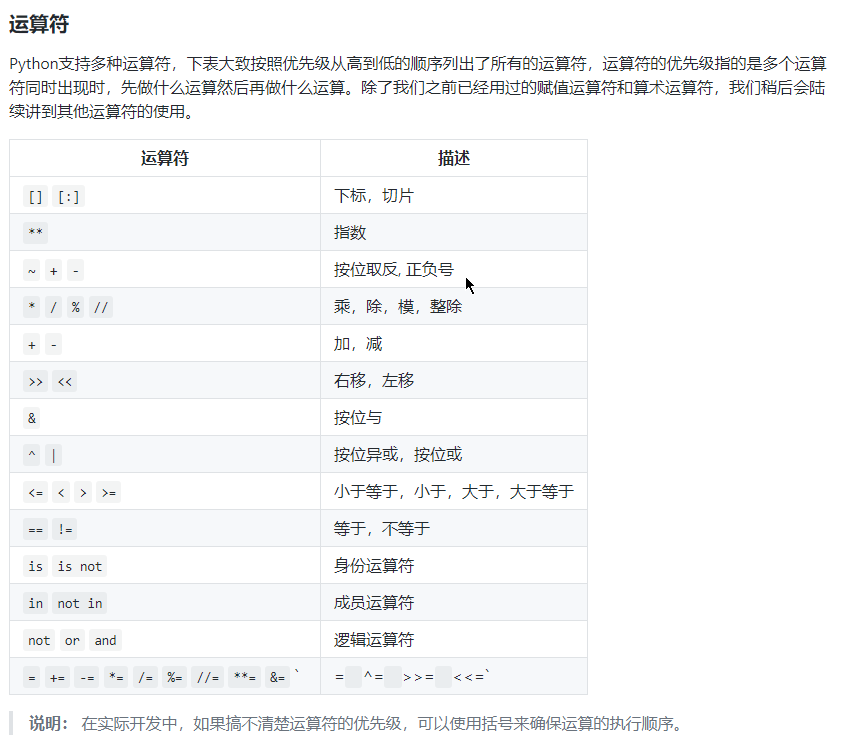 运算符
Python支持多种运算符，下表大致按照优先级从高到低的顺序列出了所有的运算符，运算符的优先级指的是多个运算
符同时出现时，先做什么运算然后再做什么运算。除了我们之前已经用过的赋值运算符和算术运算符，我们稍后会陆
续讲到其他运算符的使用。
运算符 描述
[] [:] 下标，切片
** 指数
~ + - 按位取反, 正负号
* / % // 乘，除，模，整除
+ - 加，减
>> << 右移，左移
& 按位与
^ | 按位异或，按位或
<= < > >= 小于等于，小于，大于，大于等于
== != 等于，不等于
is is not 身份运算符
in not in 成员运算符
not or and 逻辑运算符
= += -= *= /= %= //= **= &= ` = ^= >>= <<=`
说明： 在实际开发中，如果搞不清楚运算符的优先级，可以使用括号来确保运算的执行顺序。